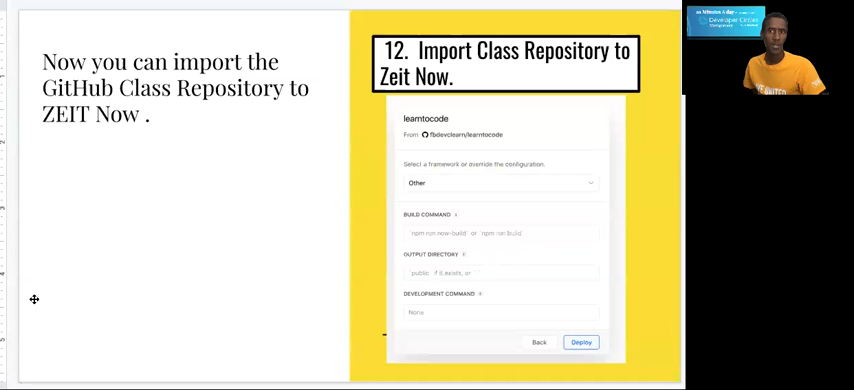 Now you can import the
GitHub Class Repository to
ZEIT Now .
12. Import Class Repository to
Zeit Now.
learntocode
From fbdevclearn/learntocode
Select a framework or override the configuration.
Other
BUILD COMMAND
`npm run now-build` or `npm run build`
OUTPUT DIRECTORY
`public` if it exists, or `.`
DEVELOPMENT COMMAND
None
Back Deploy
Developer Circles